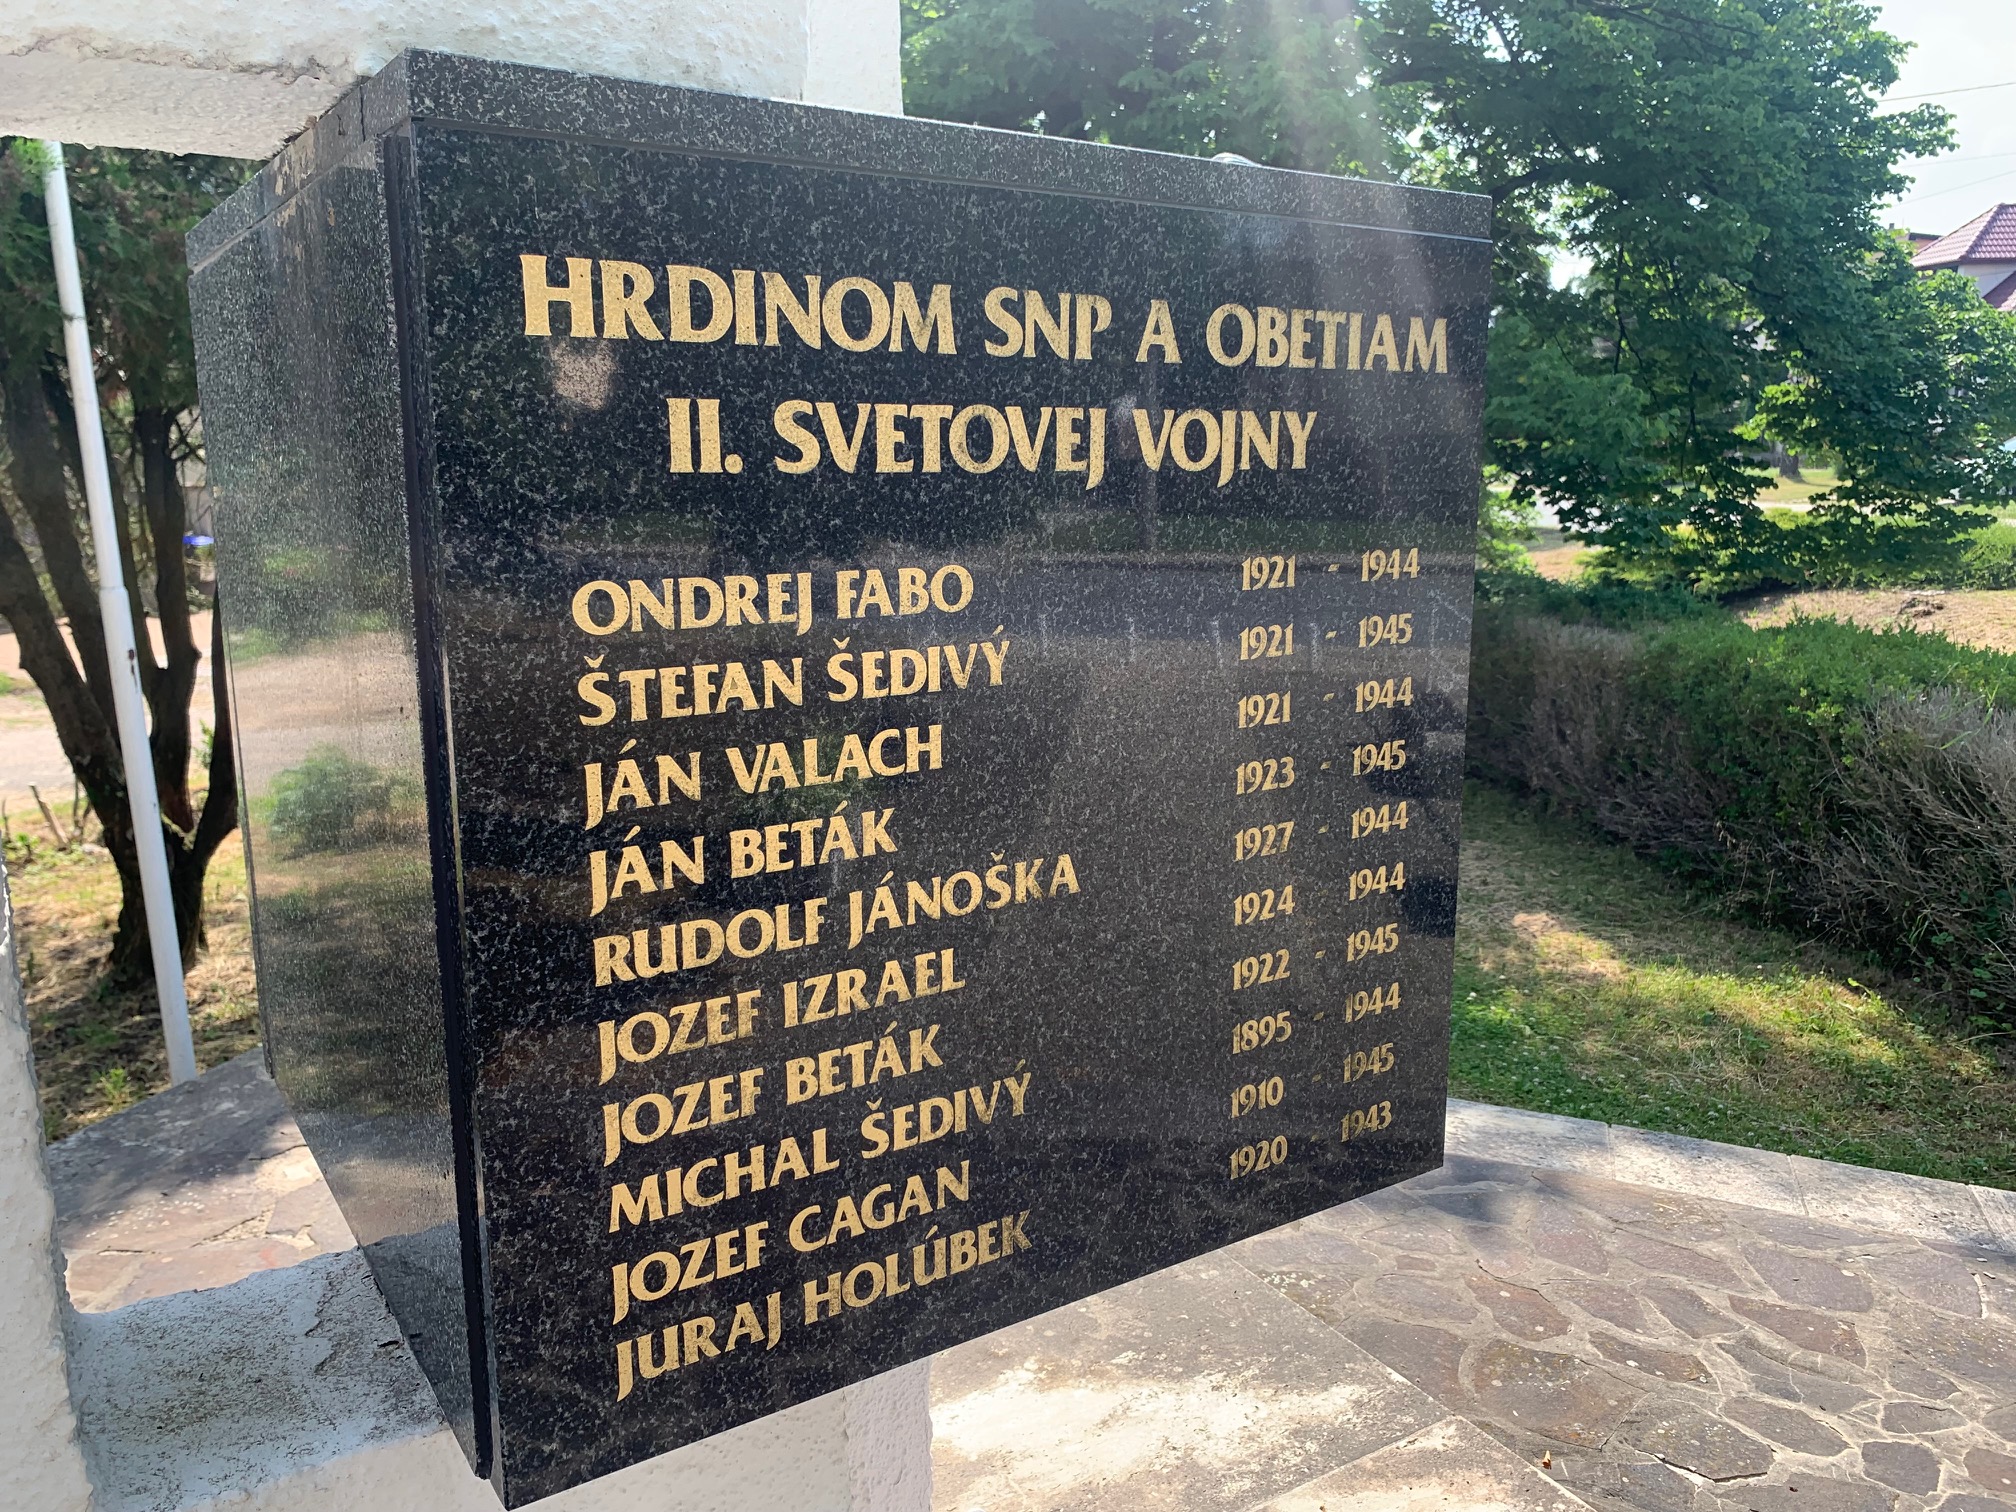 HRDINOM SNP A OBETIAM
II. SVETOVEJ VOJNY
ONDREJ FABO 1921 - 1944
ŠTEFAN ŠEDIVÝ 1921 - 1945
JÁN VALACH 1921 - 1944
JÁN BETÁK 1923 - 1945
RUDOLF JÁNOŠKA 1927 - 1944
JOZEF IZRAEL 1924 - 1944
JOZEF BETÁK 1922 - 1945
MICHAL ŠEDIVÝ 1895 - 1944
JOZEF CAGAN 1910 - 1945
JURAJ HOLÚBEK 1920 - 1943